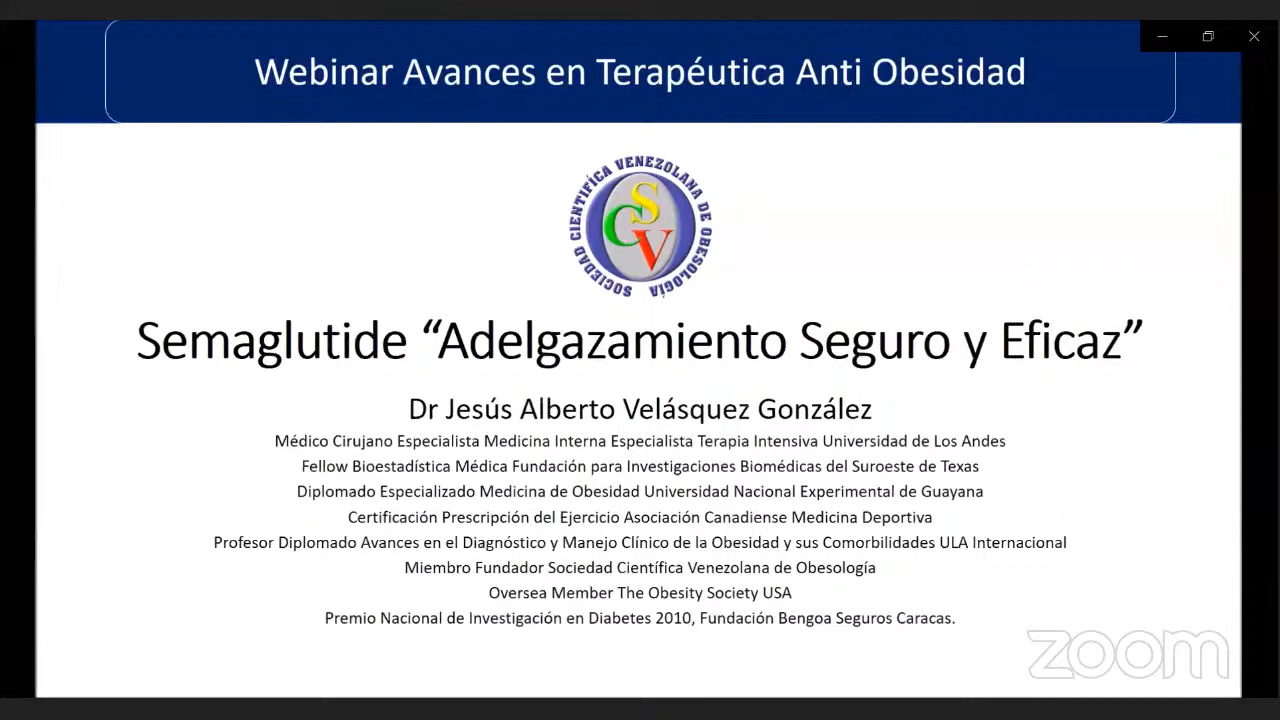 Webinar Avances en Terapéutica Anti Obesidad
SOCIEDAD CIENTIFÍCA VENEZOLANA DE OBESOLOGÍA
S
C
V
Semaglutide “Adelgazamiento Seguro y Eficaz”
Dr Jesús Alberto Velásquez González
Médico Cirujano Especialista Medicina Interna Especialista Terapia Intensiva Universidad de Los Andes
Fellow Bioestadística Médica Fundación para Investigaciones Biomédicas del Suroeste de Texas
Diplomado Especializado Medicina de Obesidad Universidad Nacional Experimental de Guayana
Certificación Prescripción del Ejercicio Asociación Canadiense Medicina Deportiva
Profesor Diplomado Avances en el Diagnóstico y Manejo Clínico de la Obesidad y sus Comorbilidades ULA Internacional
Miembro Fundador Sociedad Científica Venezolana de Obesología
Oversea Member The Obesity Society USA
Premio Nacional de Investigación en Diabetes 2010, Fundación Bengoa Seguros Caracas.
zoom